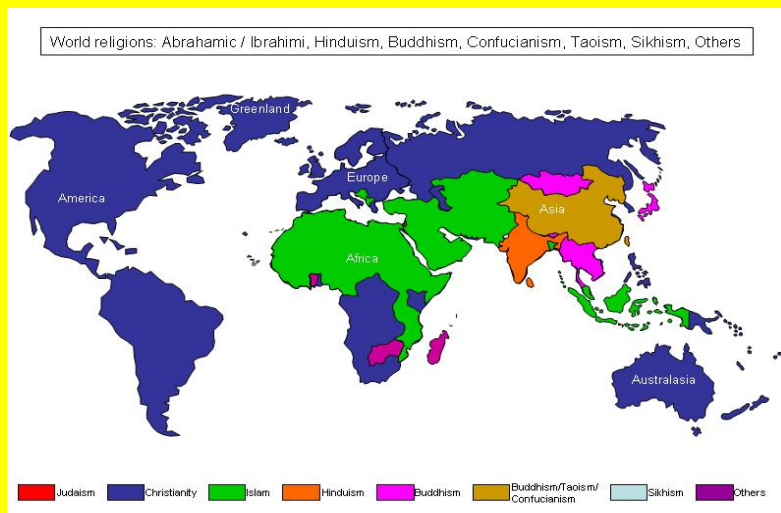 World religions: Abrahamic / Ibrahimi, Hinduism, Buddhism, Confucianism, Taoism, Sikhism, Others
Greenland
America
Europe
Asia
Africa
Australasia
Judaism
Christianity
Islam
Hinduism
Buddhism
Buddhism/Taoism/
Confucianism
Sikhism
Others